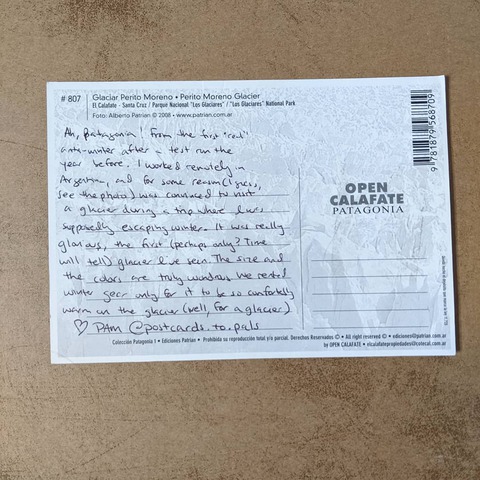 # 807
Glaciar Perito Moreno • Perito Moreno Glacier
El Calafate - Santa Cruz / Parque Nacional "Los Glaciares" / "Los Glaciares" National Park
Foto: Alberto Patrian © 2008 • www.patrian.com.ar
Ah, Patagonia! From the first "real"
anti-winter after a test run the
year before. I worked remotely in
Argentina, and for some reason (I guess,
see the photo) I was convinced to visit
a glacier during a trip where I was
supposedly escaping winter. It was really
glorious, the first (perhaps only? Time
will tell) glacier I've seen. The size and
the colors are truly wondrous. We rented
winter gear only for it to be so comfortably
warm on the glacier (well, for a glacier)
♡ PAM @postcards.to.pals
9 781879 568709
OPEN
CALAFATE
PATAGONIA
Colección Patagonia I • Ediciones Patrian • Prohibida su reproducción total y/o parcial. Derechos Reservados © • All right reserved © • ediciones@patrian.com.ar
by OPEN CALAFATE • elcalafatepropiedades@cotecal.com.ar